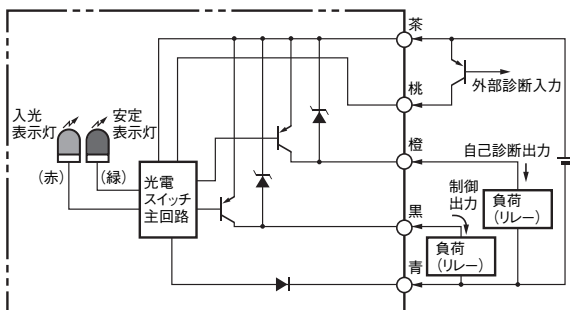 茶
桃
外部診断入力
入光
表示灯
安定
表示灯
橙
自己診断出力
(赤)
(緑)
光電
スイッチ
主回路
制御
出力
負荷
(リレー)
黒
負荷
(リレー)
青